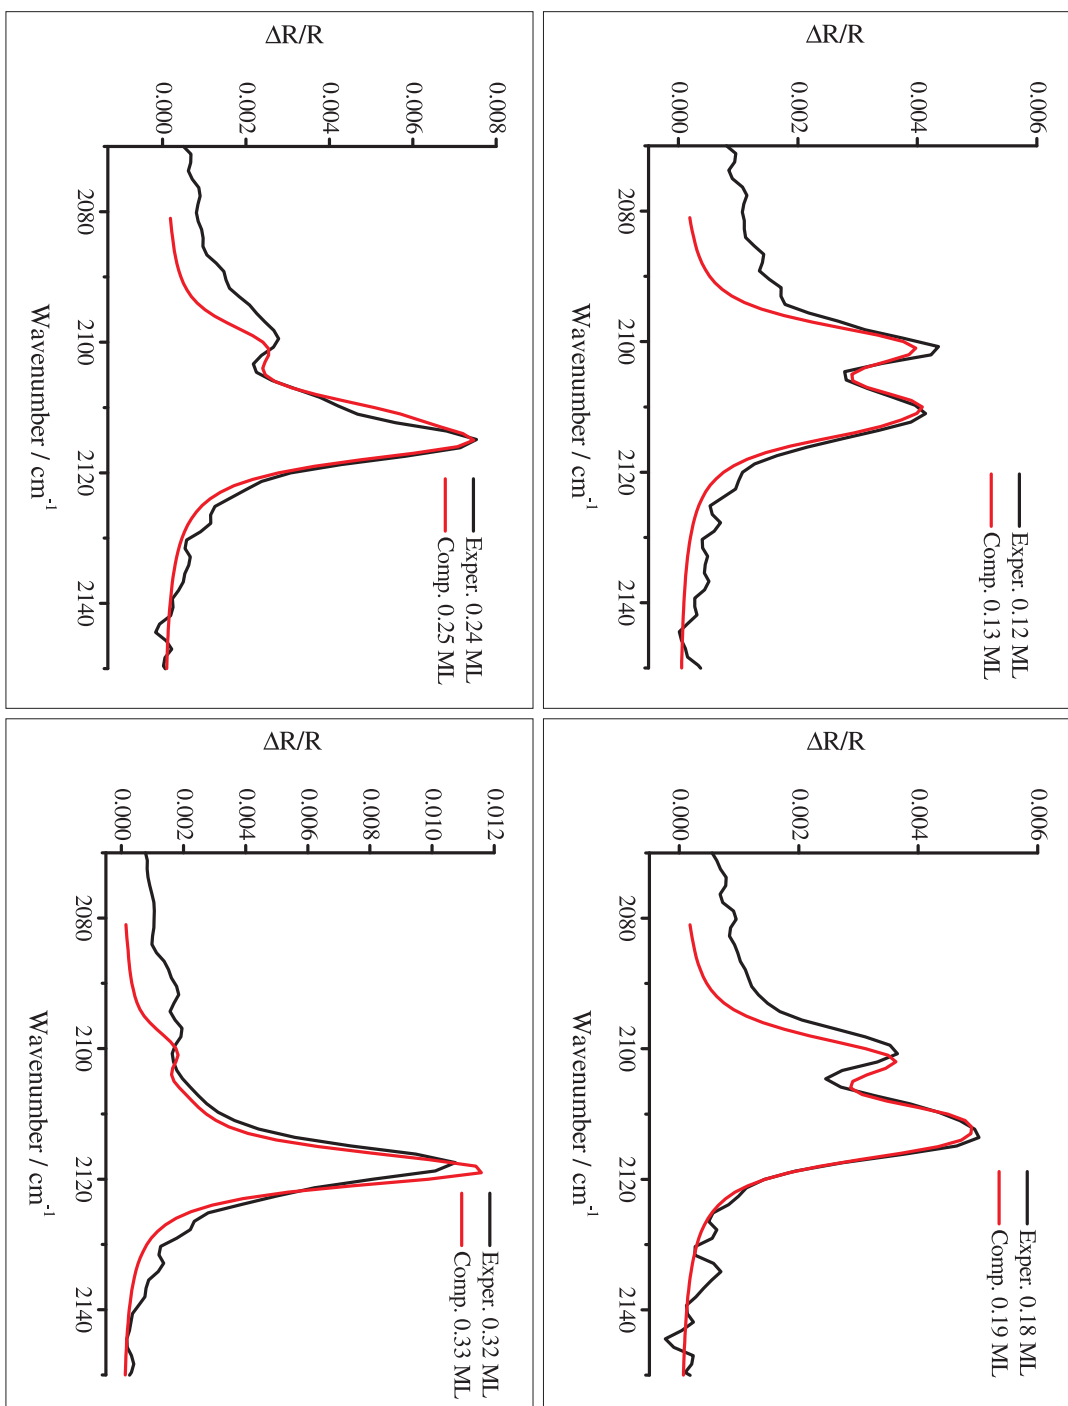 Exper. 0.12 ML
Comp. 0.13 ML
0.006
0.004
0.002
0.000
ΔR/R
2080 2100 2120 2140
Wavenumber / cm⁻¹
Exper. 0.18 ML
Comp. 0.19 ML
0.006
0.004
0.002
0.000
ΔR/R
2080 2100 2120 2140
Wavenumber / cm⁻¹
Exper. 0.24 ML
Comp. 0.25 ML
0.008
0.006
0.004
0.002
0.000
ΔR/R
2080 2100 2120 2140
Wavenumber / cm⁻¹
Exper. 0.32 ML
Comp. 0.33 ML
0.012
0.010
0.008
0.006
0.004
0.002
0.000
ΔR/R
2080 2100 2120 2140
Wavenumber / cm⁻¹